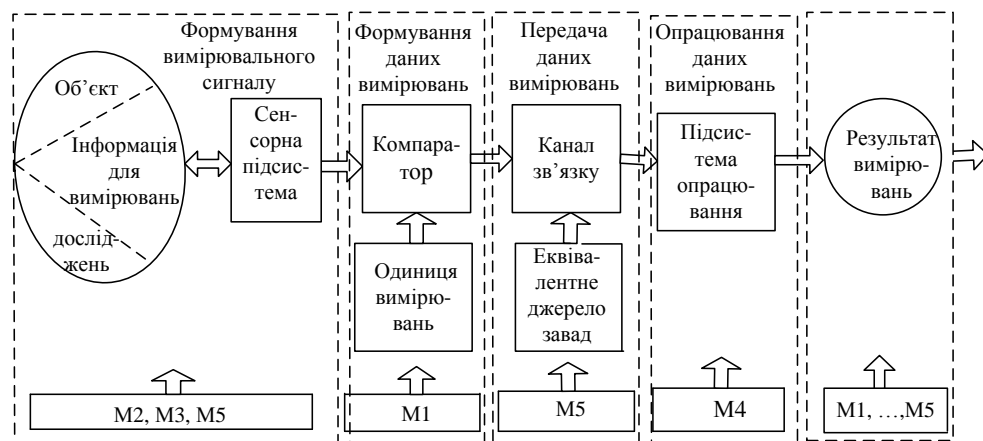 Формування
вимірювального
сигналу
Об’єкт
Інформація
для
вимірювань
дослід-
жень
Сен-
сорна
підсис-
тема
Формування
даних
вимірювань
Компара-
тор
Одиниця
вимірю-
вань
Передача
даних
вимірювань
Канал
зв’язку
Еквіва-
лентне
джерело
завад
Опрацювання
даних
вимірювань
Підсис-
тема
опрацю-
вання
Результат
вимірю-
вань
М2, М3, М5
М1
М5
М4
М1, …,М5